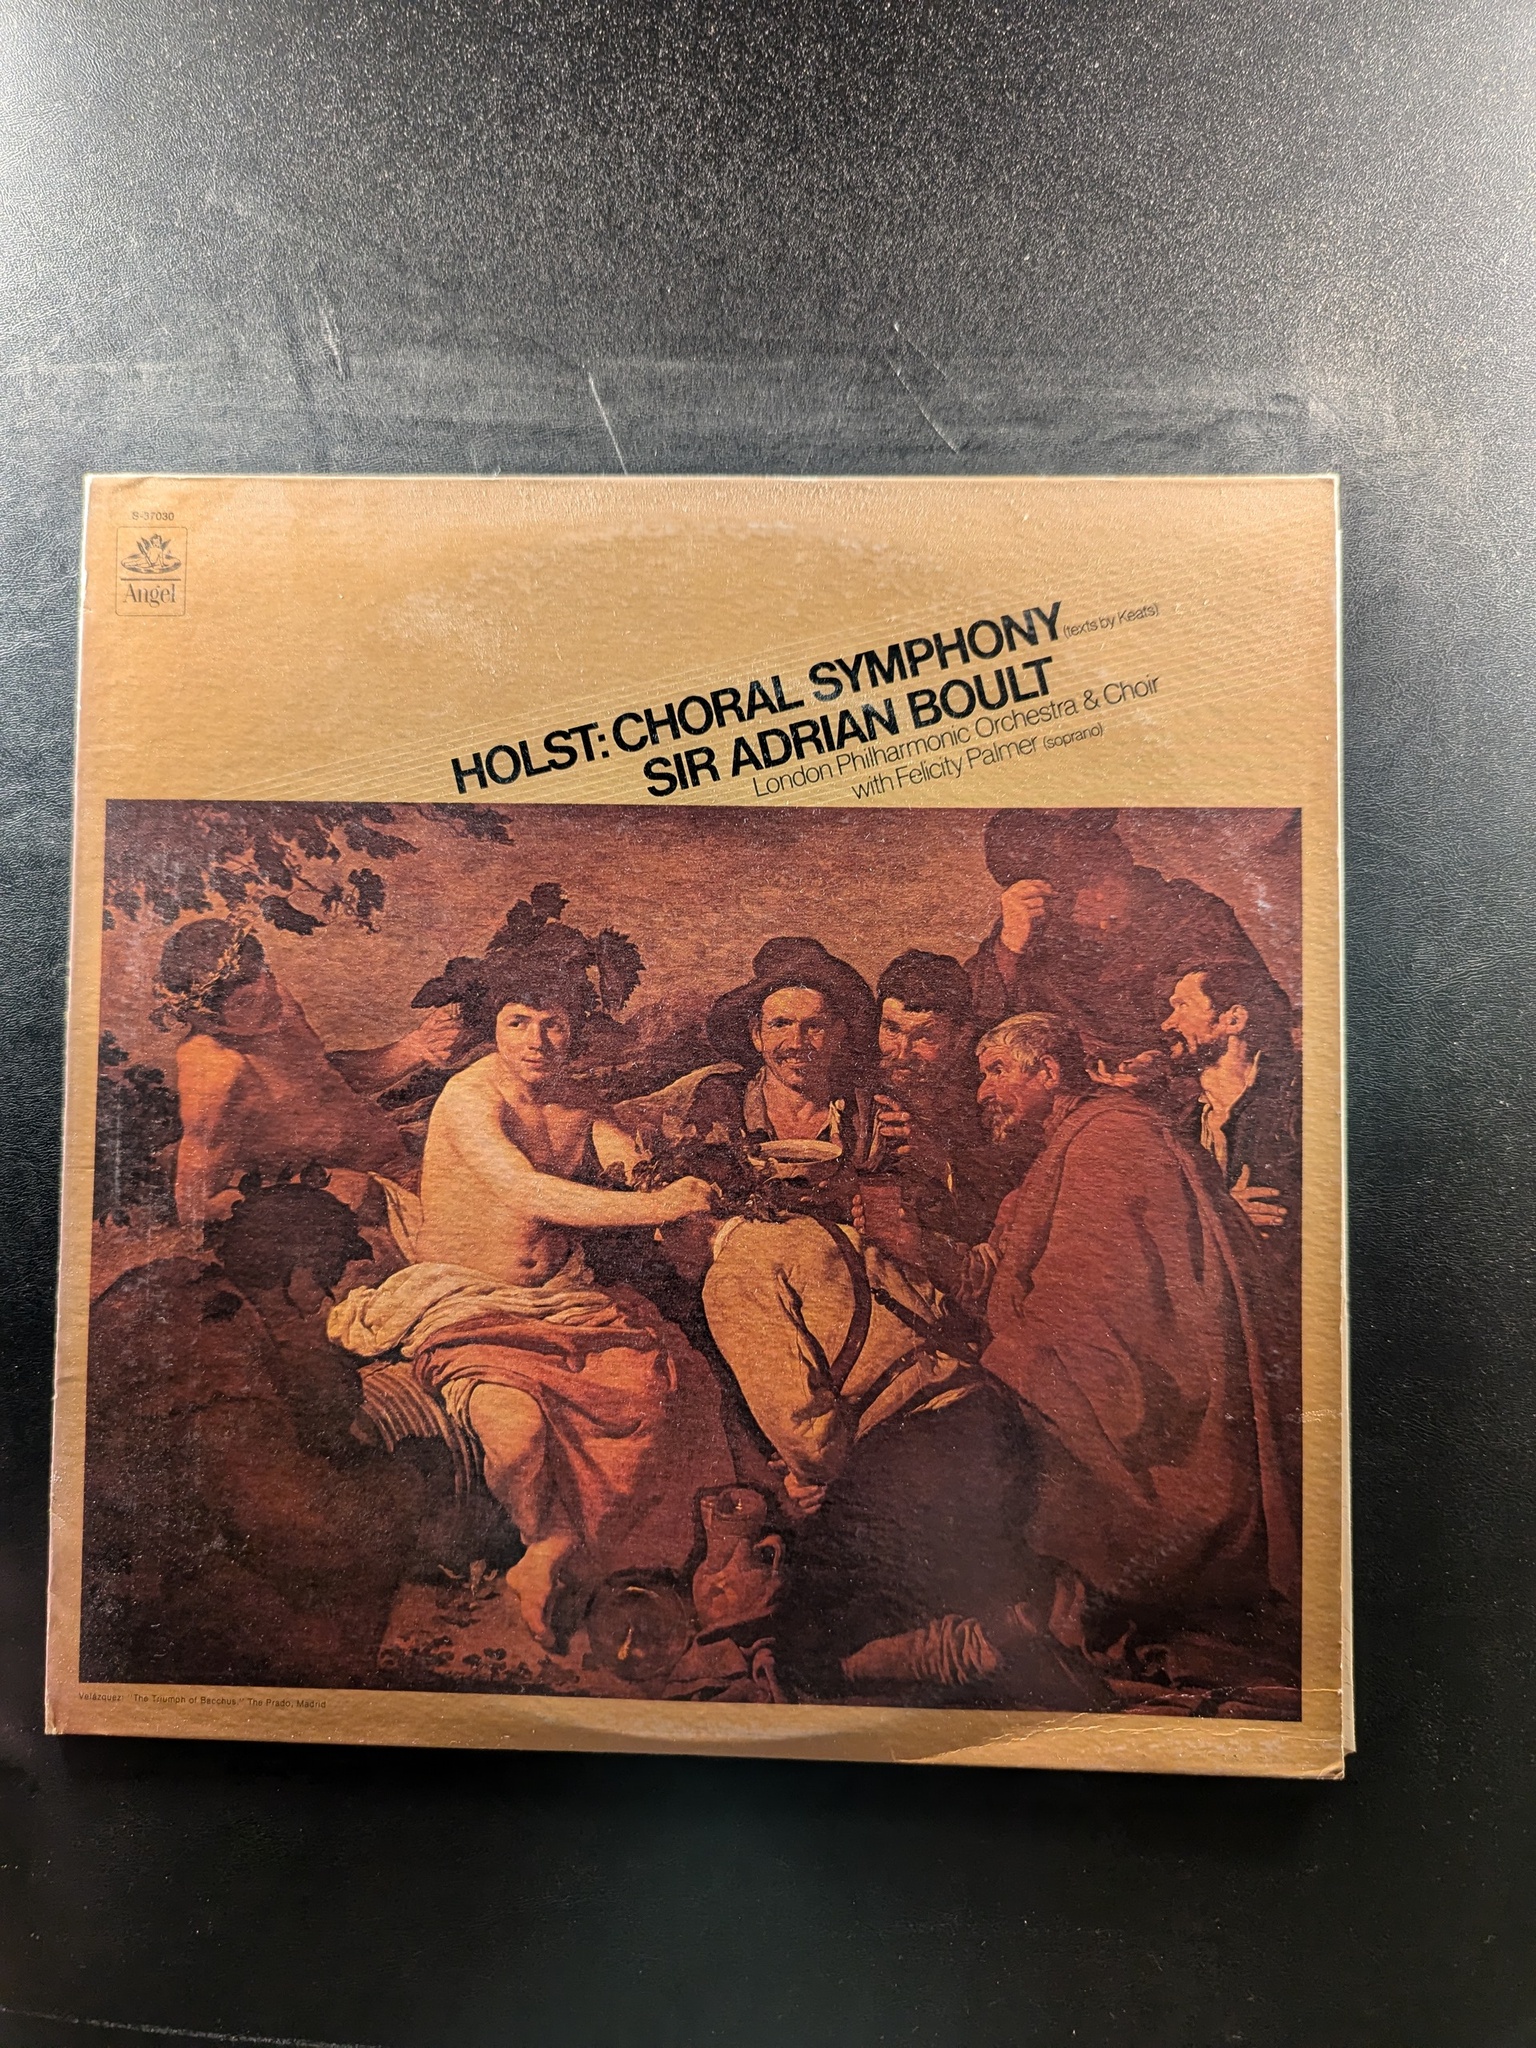 S-37030
Angel
HOLST: CHORAL SYMPHONY (texts by Keats)
SIR ADRIAN BOULT
London Philharmonic Orchestra & Choir
with Felicity Palmer (soprano)
Velázquez: "The Triumph of Bacchus." The Prado, Madrid